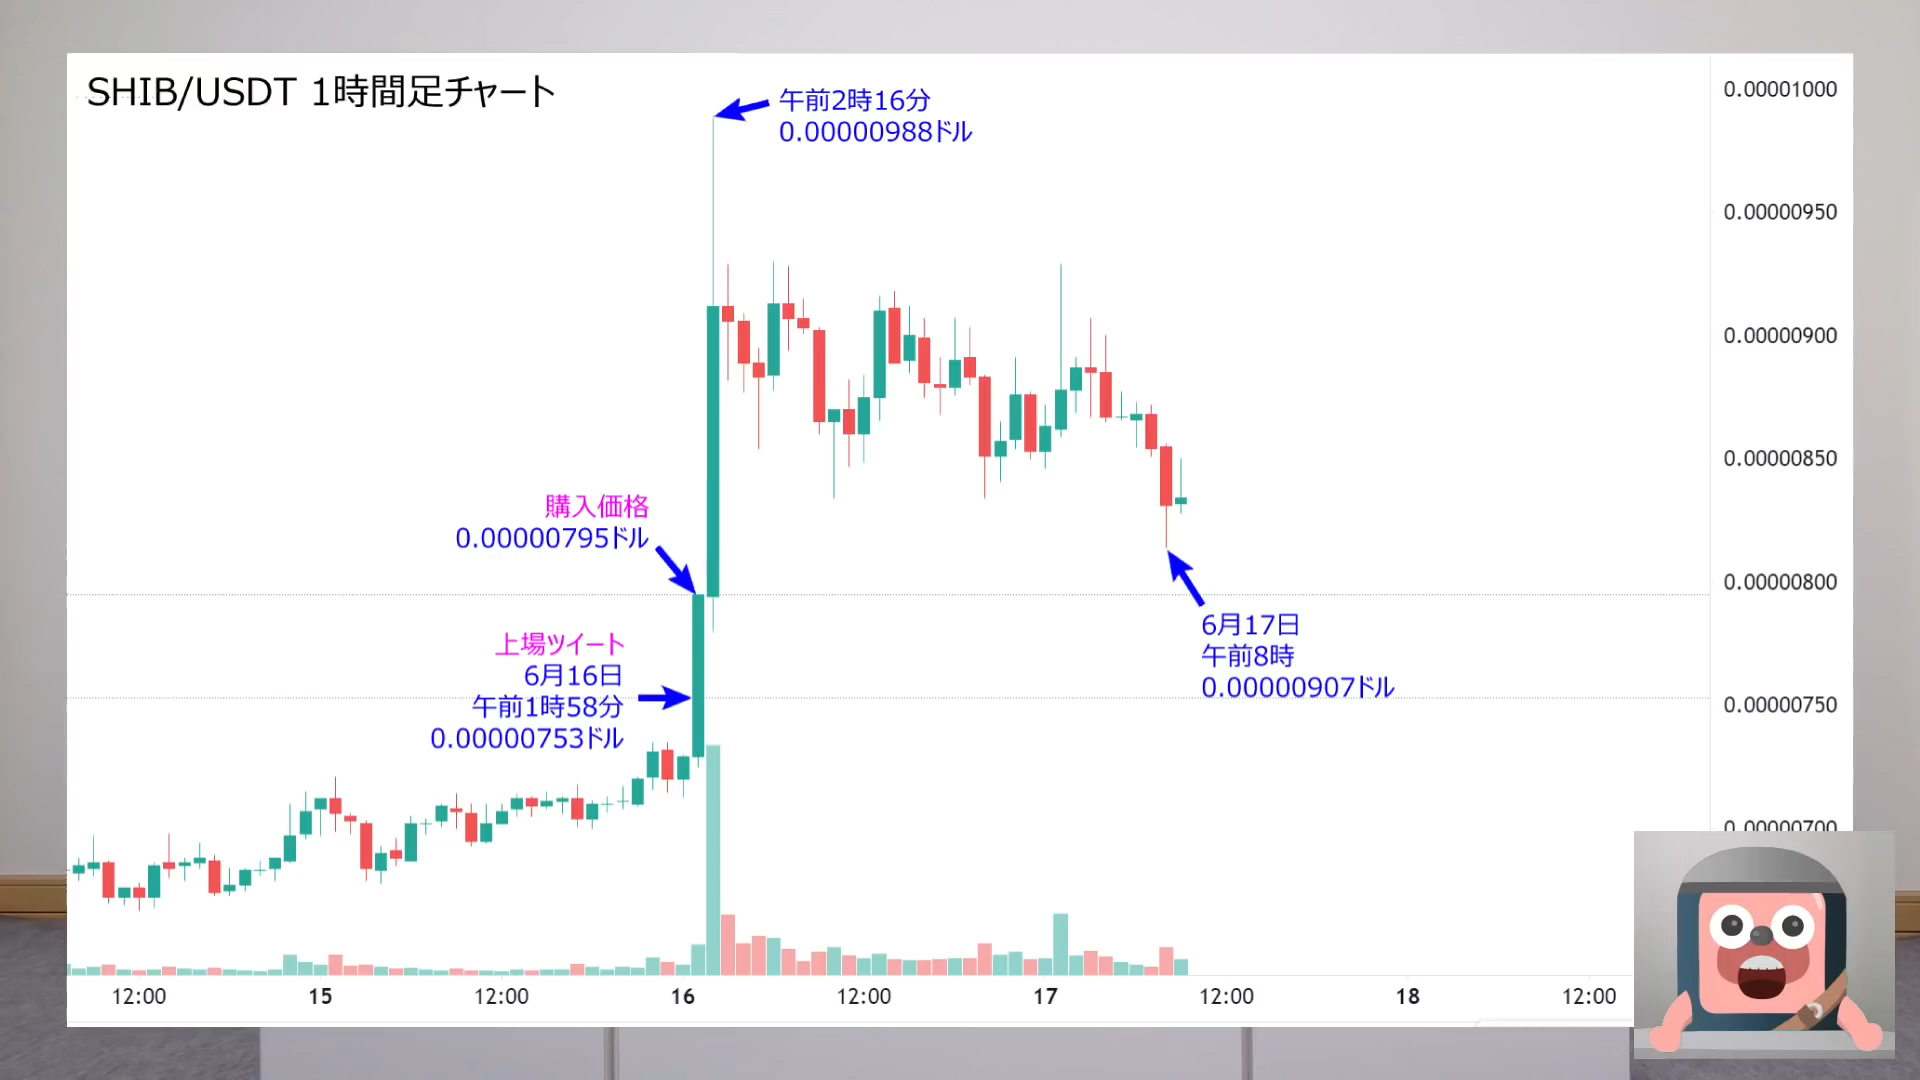 SHIB/USDT 1時間足チャート
午前2時16分
0.00000988ドル
購入価格
0.00000795ドル
上場ツイート
6月16日
午前1時58分
0.00000753ドル
6月17日
午前8時
0.00000907ドル
0.00001000
0.00000950
0.00000900
0.00000850
0.00000800
0.00000750
0.00000700
12:00
15
12:00
16
12:00
17
12:00
18
12:00